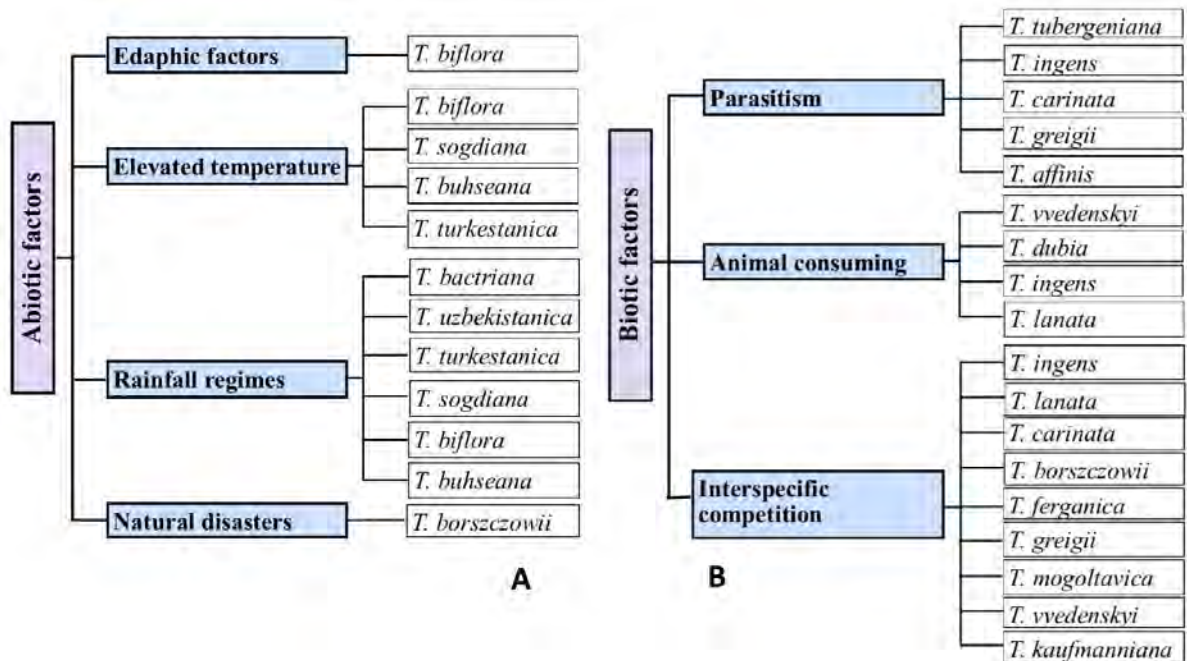 Abiotic factors
Edaphic factors
T. biflora
Elevated temperature
T. biflora
T. sogdiana
T. buhseana
T. turkestanica
Rainfall regimes
T. bactriana
T. uzbekistanica
T. turkestanica
T. sogdiana
T. biflora
T. buhseana
Natural disasters
T. borszczowii
A
Biotic factors
Parasitism
T. tubergeniana
T. ingens
T. carinata
T. greigii
T. affinis
Animal consuming
T. vvedenskyi
T. dubia
T. ingens
T. lanata
Interspecific
competition
T. ingens
T. lanata
T. carinata
T. borszczowii
T. ferganica
T. greigii
T. mogoltavica
T. vvedenskyi
T. kaufmanniana
B